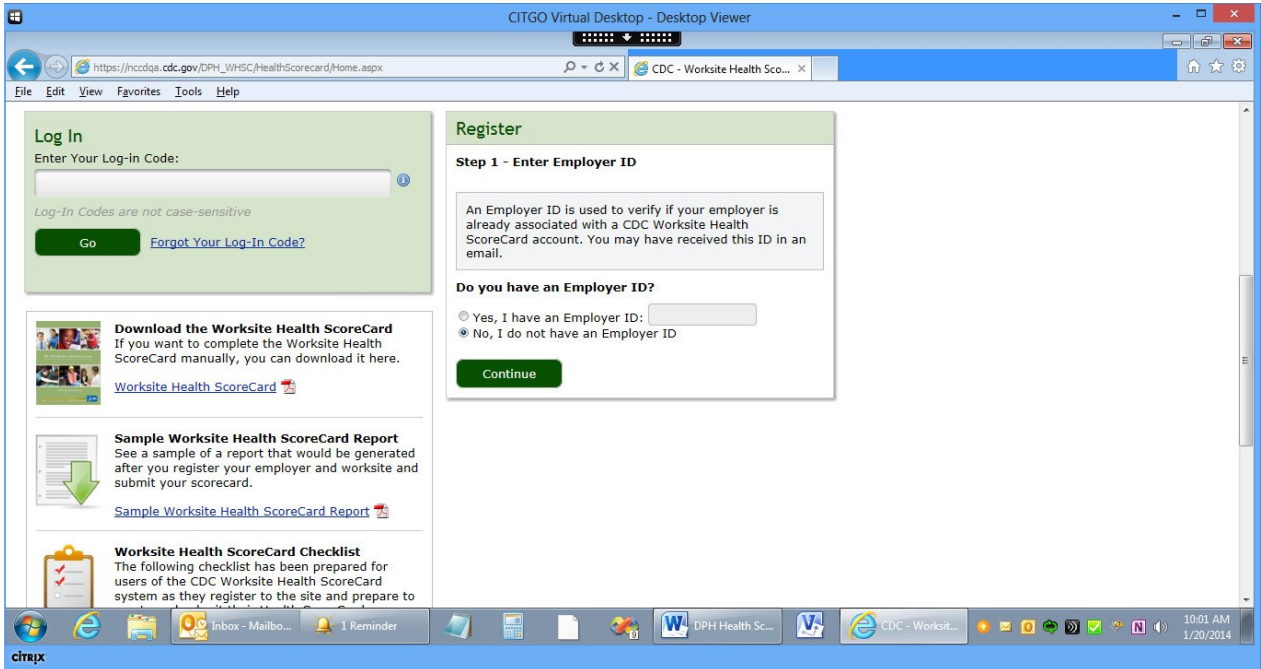 CITGO Virtual Desktop - Desktop Viewer
https://nccdqa.cdc.gov/DPH_WHSC/HealthScorecard/Home.aspx
CDC - Worksite Health Sco...
File Edit View Favorites Tools Help
Log In
Enter Your Log-in Code:
Log-In Codes are not case-sensitive
Go
Forgot Your Log-In Code?
Download the Worksite Health ScoreCard
If you want to complete the Worksite Health
ScoreCard manually, you can download it here.
Worksite Health ScoreCard
Sample Worksite Health ScoreCard Report
See a sample of a report that would be generated
after you register your employer and worksite and
submit your scorecard.
Sample Worksite Health ScoreCard Report
Worksite Health ScoreCard Checklist
The following checklist has been prepared for
users of the CDC Worksite Health ScoreCard
system as they register to the site and prepare to
Register
Step 1 - Enter Employer ID
An Employer ID is used to verify if your employer is
already associated with a CDC Worksite Health
ScoreCard account. You may have received this ID in an
email.
Do you have an Employer ID?
Yes, I have an Employer ID:
No, I do not have an Employer ID
Continue
Inbox - Mailbo...
1 Reminder
DPH Health Sc...
CDC - Worksit...
10:01 AM
1/20/2014
CITRIX